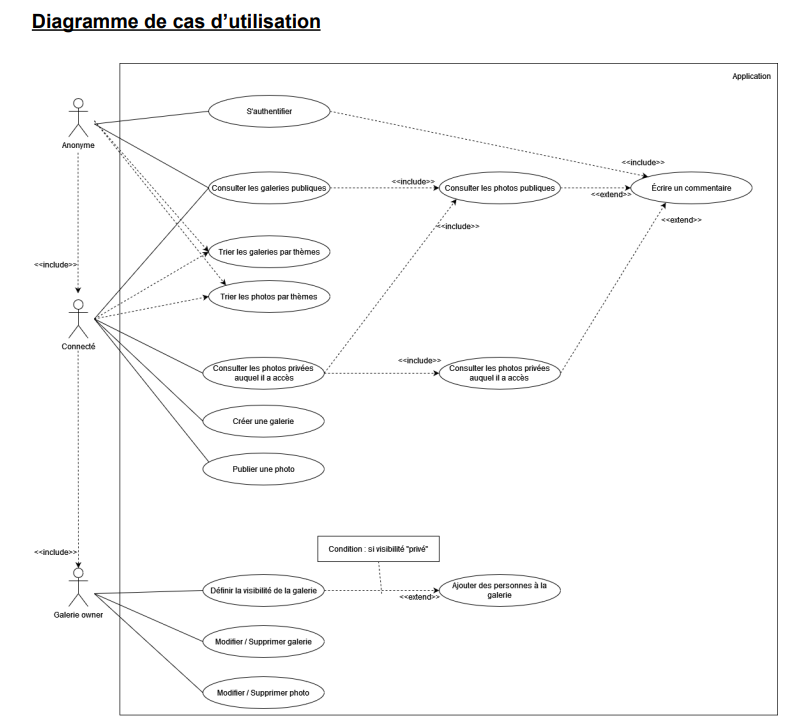 Diagramme de cas d'utilisation
Application
S'authentifier
Anonyme
<<include>>
Consulter les galeries publiques
<<include>>
Consulter les photos publiques
<<extend>>
Écrire un commentaire
<<extend>>
<<include>>
Trier les galeries par thèmes
<<include>>
Trier les photos par thèmes
Connecté
<<include>>
Consulter les photos privées
auquel il a accès
Consulter les photos privées
auquel il a accès
Créer une galerie
Publier une photo
<<include>>
Condition : si visibilité "privé"
Définir la visibilité de la galerie
<<extend>>
Ajouter des personnes à la
galerie
Galerie owner
Modifier / Supprimer galerie
Modifier / Supprimer photo